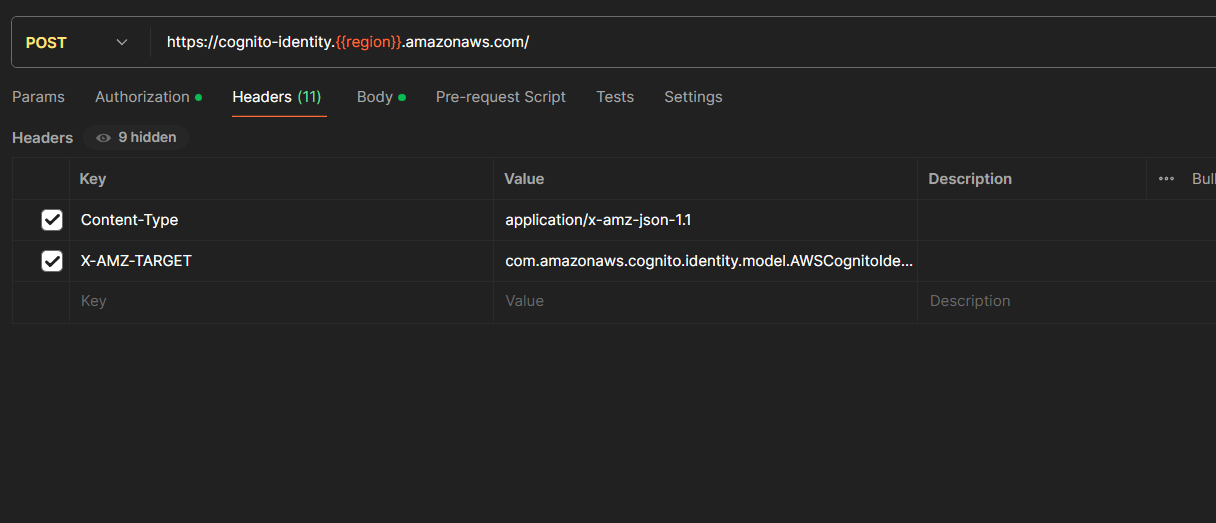 POST https://cognito-identity.{{region}}.amazonaws.com/
Params Authorization Headers (11) Body Pre-request Script Tests Settings
Headers 9 hidden
Key Value Description ••• Bul
Content-Type application/x-amz-json-1.1
X-AMZ-TARGET com.amazonaws.cognito.identity.model.AWSCognitoIde...
Key Value Description